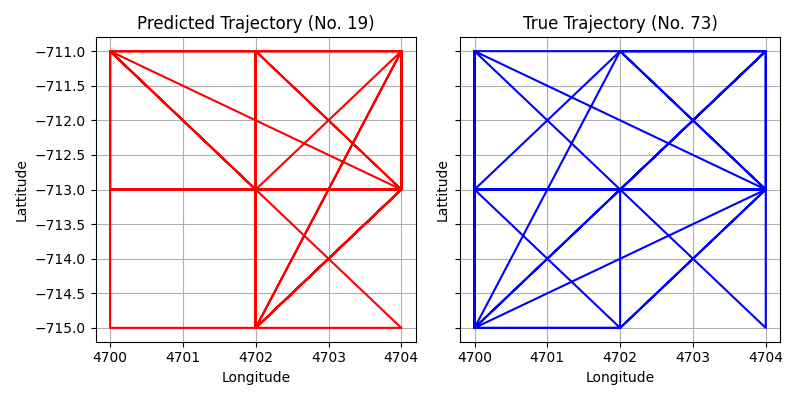 Predicted Trajectory (No. 19)
True Trajectory (No. 73)
−711.0
−711.5
−712.0
−712.5
−713.0
−713.5
−714.0
−714.5
−715.0
Lattitude
Lattitude
4700 4701 4702 4703 4704
4700 4701 4702 4703 4704
Longitude
Longitude